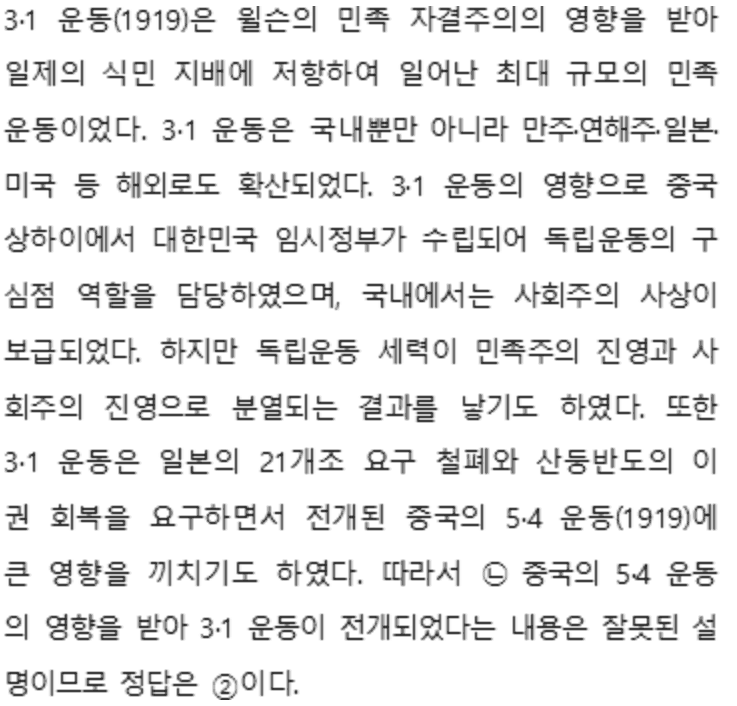 3·1 운동(1919)은 윌슨의 민족 자결주의의 영향을 받아
일제의 식민 지배에 저항하여 일어난 최대 규모의 민족
운동이었다. 3·1 운동은 국내뿐만 아니라 만주·연해주·일본·
미국 등 해외로도 확산되었다. 3·1 운동의 영향으로 중국
상하이에서 대한민국 임시정부가 수립되어 독립운동의 구
심점 역할을 담당하였으며, 국내에서는 사회주의 사상이
보급되었다. 하지만 독립운동 세력이 민족주의 진영과 사
회주의 진영으로 분열되는 결과를 낳기도 하였다. 또한
3·1 운동은 일본의 21개조 요구 철폐와 산둥반도의 이
권 회복을 요구하면서 전개된 중국의 5·4 운동(1919)에
큰 영향을 끼치기도 하였다. 따라서 ㉡ 중국의 5·4 운동
의 영향을 받아 3·1 운동이 전개되었다는 내용은 잘못된 설
명이므로 정답은 ②이다.